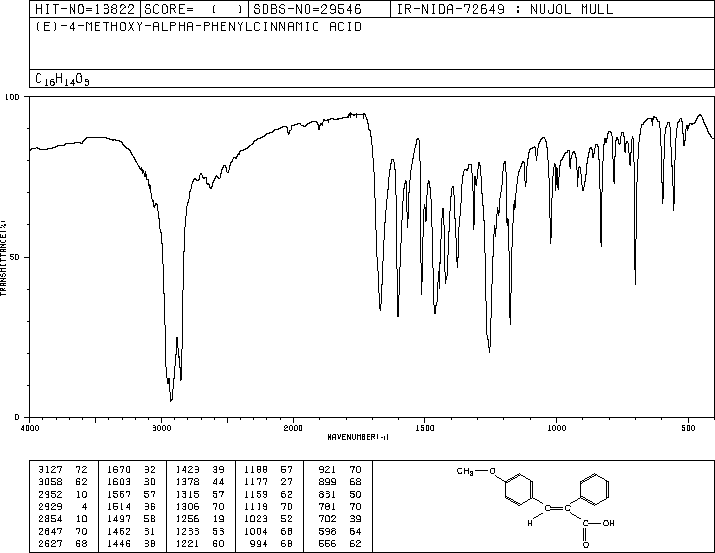 HIT-NO=13822 SCORE= ( ) SDBS-NO=29546 IR-NIDA-72649 : NUJOL MULL
(E)-4-METHOXY-ALPHA-PHENYLCINNAMIC ACID
C16H14O3
100
50
0
TRANSMITTANCE(%)
4000 3000 2000 1500 1000 500
WAVENUMBER(-1)
3127 72 1670 32 1423 39 1188 57 921 70
3058 62 1603 30 1378 44 1177 27 899 68
2952 10 1567 57 1315 57 1159 62 831 50
2929 4 1514 36 1306 70 1119 70 781 70
2854 10 1497 58 1256 19 1023 52 702 39
2647 70 1462 31 1233 53 1004 68 598 64
2627 68 1446 38 1221 60 994 68 556 62
CH3 O
C C
H
C OH
O